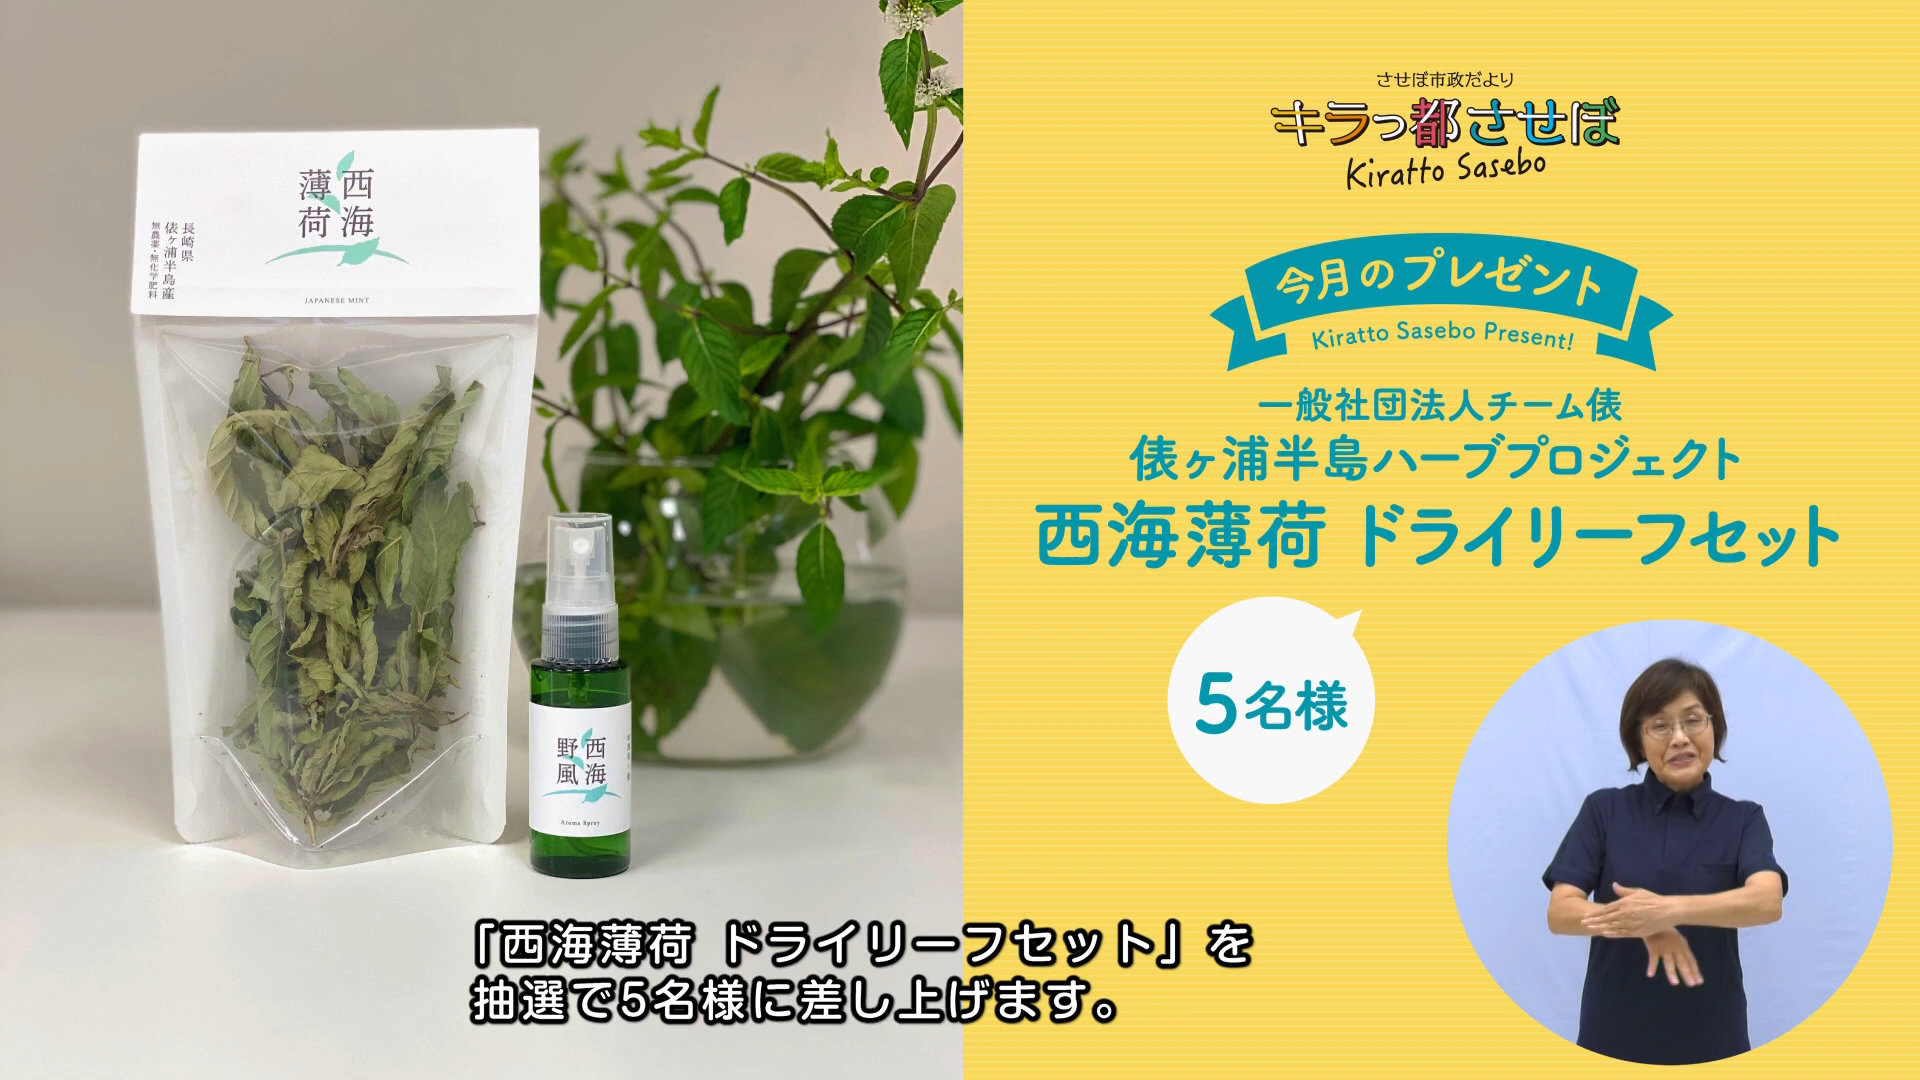 西海
薄荷
長崎県
俵ヶ浦半島産
無農薬・無化学肥料
JAPANESE MINT
西海
野風
Aroma Spray
させぼ市政だより
キラっ都させぼ
Kiratto Sasebo
今月のプレゼント
Kiratto Sasebo Present!
一般社団法人チーム俵
俵ヶ浦半島ハーブプロジェクト
西海薄荷 ドライリーフセット
5名様
「西海薄荷 ドライリーフセット」を
抽選で5名様に差し上げます。